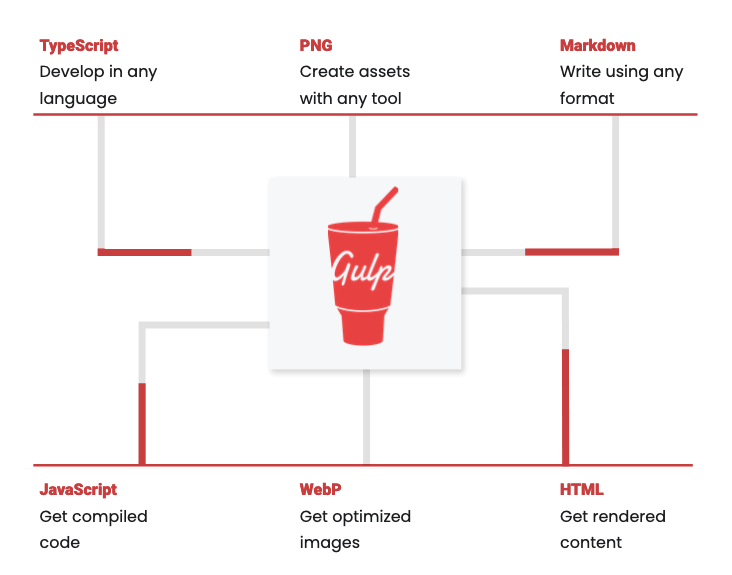 TypeScript
Develop in any
language
PNG
Create assets
with any tool
Markdown
Write using any
format
Gulp
JavaScript
Get compiled
code
WebP
Get optimized
images
HTML
Get rendered
content